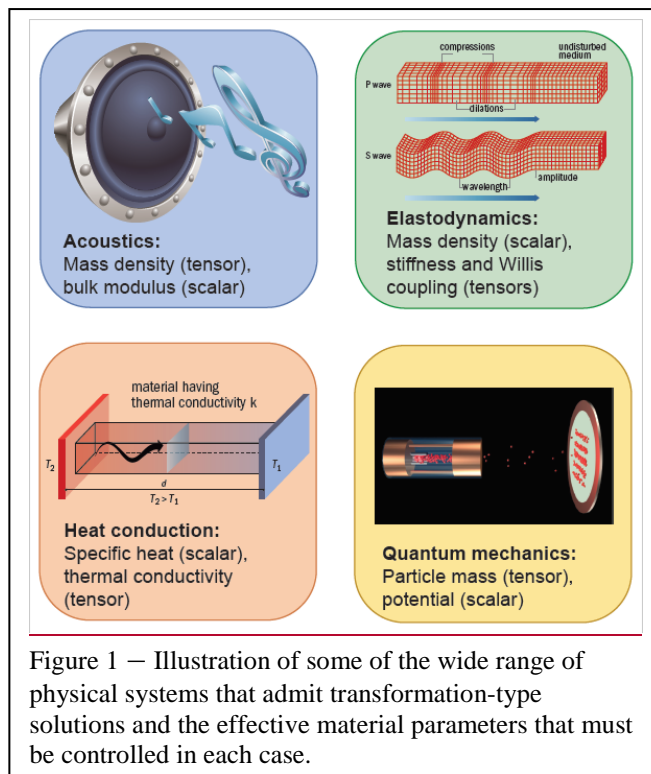 compressions
undisturbed
medium
P wave
dilations
S wave
wavelength
amplitude
Acoustics:
Mass density (tensor),
bulk modulus (scalar)
Elastodynamics:
Mass density (scalar),
stiffness and Willis
coupling (tensors)
material having
thermal conductivity k
T2
T1
d
T2 > T1
Heat conduction:
Specific heat (scalar),
thermal conductivity
(tensor)
Quantum mechanics:
Particle mass (tensor),
potential (scalar)
Figure 1 – Illustration of some of the wide range of
physical systems that admit transformation-type
solutions and the effective material parameters that must
be controlled in each case.